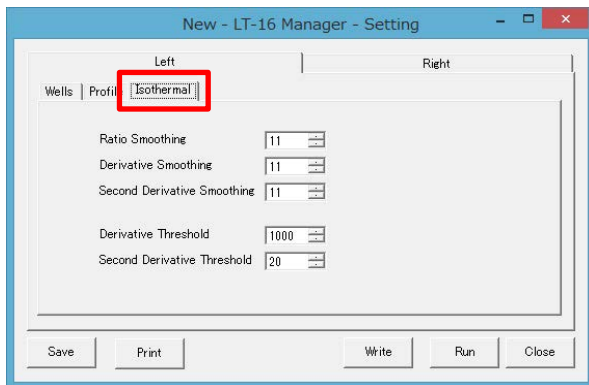 New - LT-16 Manager - Setting
Left Right
Wells Profile Isothermal
Ratio Smoothing 11
Derivative Smoothing 11
Second Derivative Smoothing 11
Derivative Threshold 1000
Second Derivative Threshold 20
Save Print Write Run Close